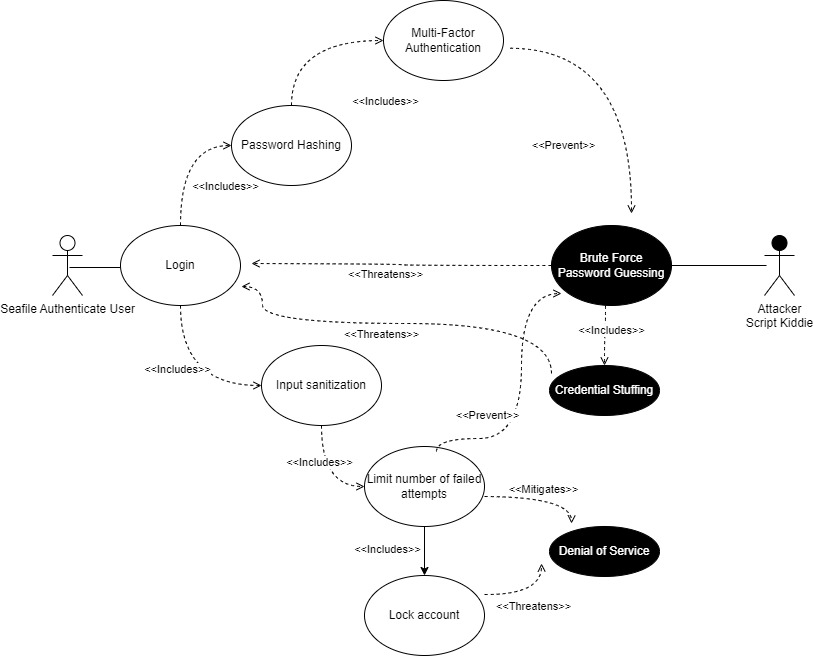 Multi-Factor
Authentication
<<Includes>>
Password Hashing
<<Prevent>>
<<Includes>>
Login
Brute Force
Password Guessing
<<Threatens>>
Seafile Authenticate User
Attacker
Script Kiddie
<<Includes>>
<<Threatens>>
<<Includes>>
Input sanitization
Credential Stuffing
<<Prevent>>
<<Includes>>
Limit number of failed
attempts
<<Mitigates>>
<<Includes>>
Denial of Service
<<Threatens>>
Lock account